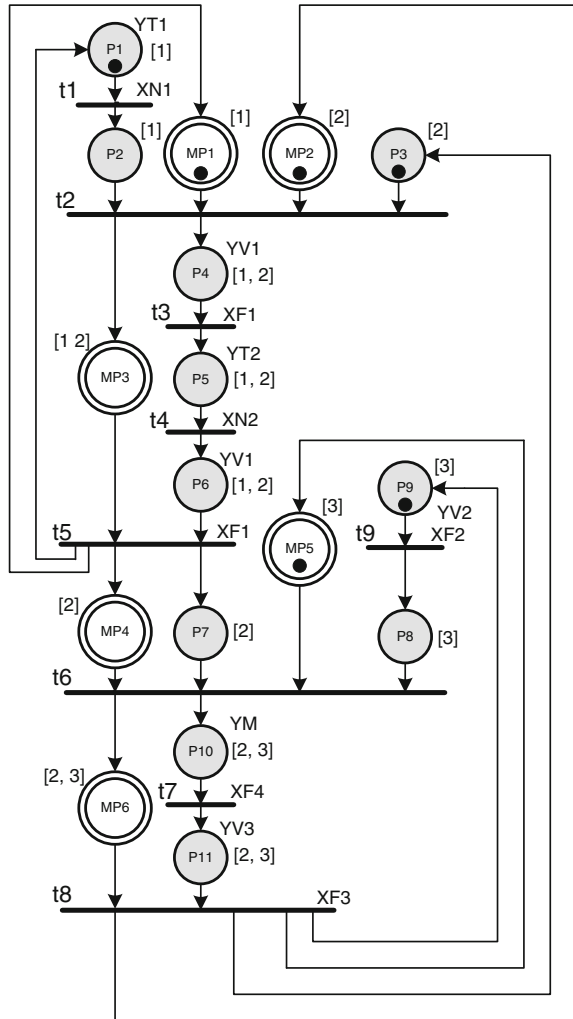 YT1
P1
[1]
t1
XN1
P2
[1]
[1]
MP1
[2]
MP2
[2]
P3
t2
YV1
P4
[1, 2]
t3
XF1
[1 2]
MP3
YT2
P5
[1, 2]
t4
XN2
YV1
P6
[1, 2]
t5
XF1
[3]
MP5
[3]
P9
YV2
t9
XF2
[2]
MP4
P7
[2]
P8
[3]
t6
YM
P10
[2, 3]
[2, 3]
MP6
t7
XF4
YV3
P11
[2, 3]
t8
XF3